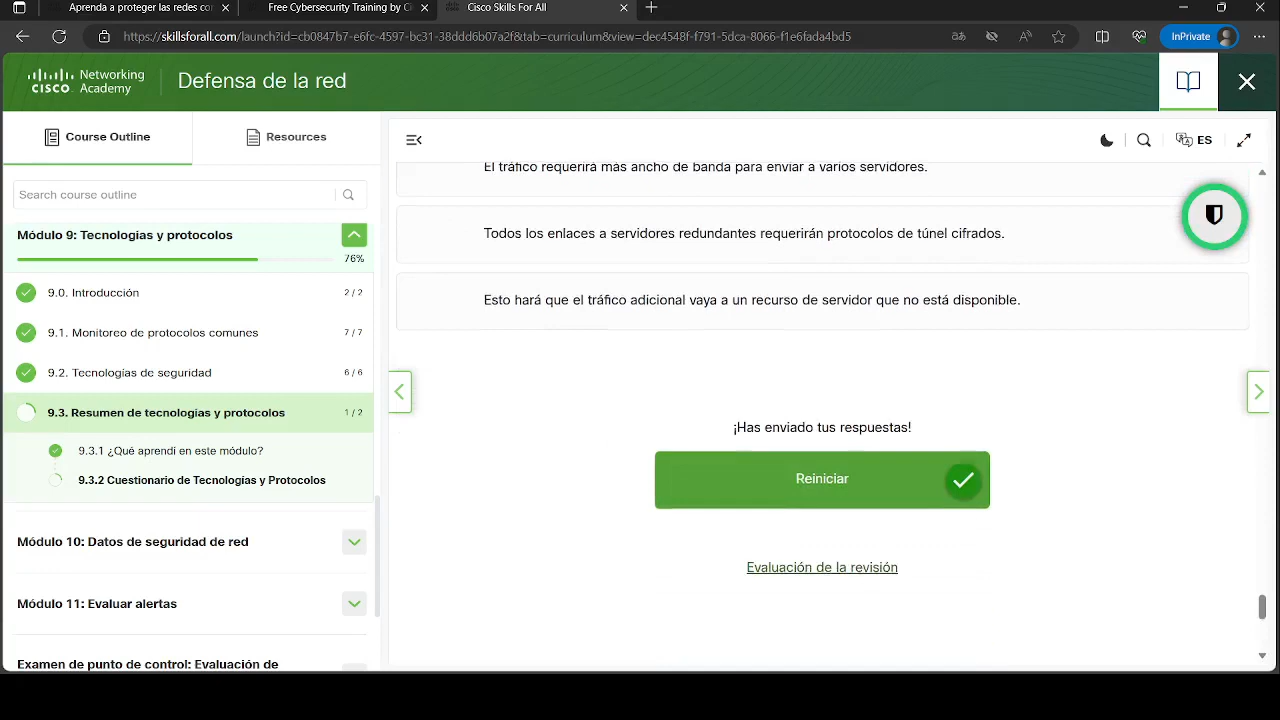 Aprenda a proteger las redes cor
Free Cybersecurity Training by Ci
Cisco Skills For All
https://skillsforall.com/launch?id=cb0847b7-e6fc-4597-bc31-38ddd6b07a2f&tab=curriculum&view=dec4548f-f791-5dca-8066-f1e6fada4bd5
InPrivate
CISCO Networking Academy
Defensa de la red
Course Outline
Resources
ES
Search course outline
Módulo 9: Tecnologías y protocolos
76%
9.0. Introducción 2 / 2
9.1. Monitoreo de protocolos comunes 7 / 7
9.2. Tecnologías de seguridad 6 / 6
9.3. Resumen de tecnologías y protocolos 1 / 2
9.3.1 ¿Qué aprendí en este módulo?
9.3.2 Cuestionario de Tecnologías y Protocolos
Módulo 10: Datos de seguridad de red
Módulo 11: Evaluar alertas
Examen de punto de control: Evaluación de
El tráfico requerirá más ancho de banda para enviar a varios servidores.
Todos los enlaces a servidores redundantes requerirán protocolos de túnel cifrados.
Esto hará que el tráfico adicional vaya a un recurso de servidor que no está disponible.
¡Has enviado tus respuestas!
Reiniciar
Evaluación de la revisión